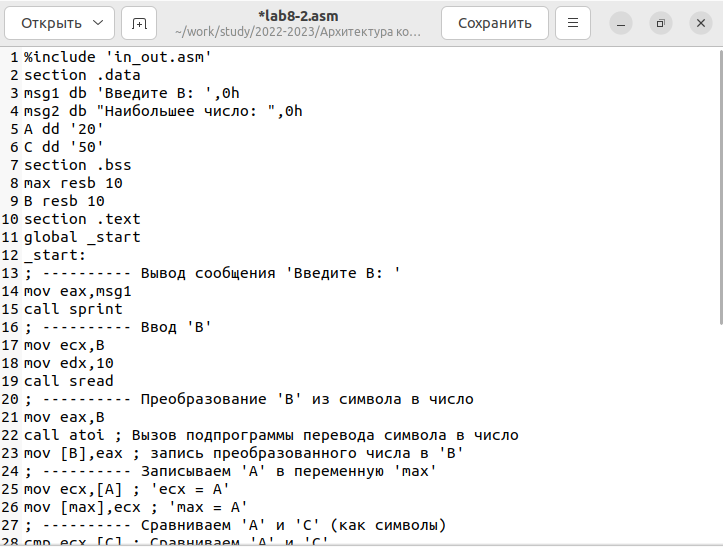 Открыть
*lab8-2.asm
~/work/study/2022-2023/Архитектура ко...
Сохранить
1 %include 'in_out.asm'
2 section .data
3 msg1 db 'Введите B: ',0h
4 msg2 db "Наибольшее число: ",0h
5 A dd '20'
6 C dd '50'
7 section .bss
8 max resb 10
9 B resb 10
10 section .text
11 global _start
12 _start:
13 ; ---------- Вывод сообщения 'Введите B: '
14 mov eax,msg1
15 call sprint
16 ; ---------- Ввод 'B'
17 mov ecx,B
18 mov edx,10
19 call sread
20 ; ---------- Преобразование 'B' из символа в число
21 mov eax,B
22 call atoi ; Вызов подпрограммы перевода символа в число
23 mov [B],eax ; запись преобразованного числа в 'B'
24 ; ---------- Записываем 'A' в переменную 'max'
25 mov ecx,[A] ; 'ecx = A'
26 mov [max],ecx ; 'max = A'
27 ; ---------- Сравниваем 'A' и 'С' (как символы)
28 cmp ecx,[C] ; Сравниваем 'A' и 'С'